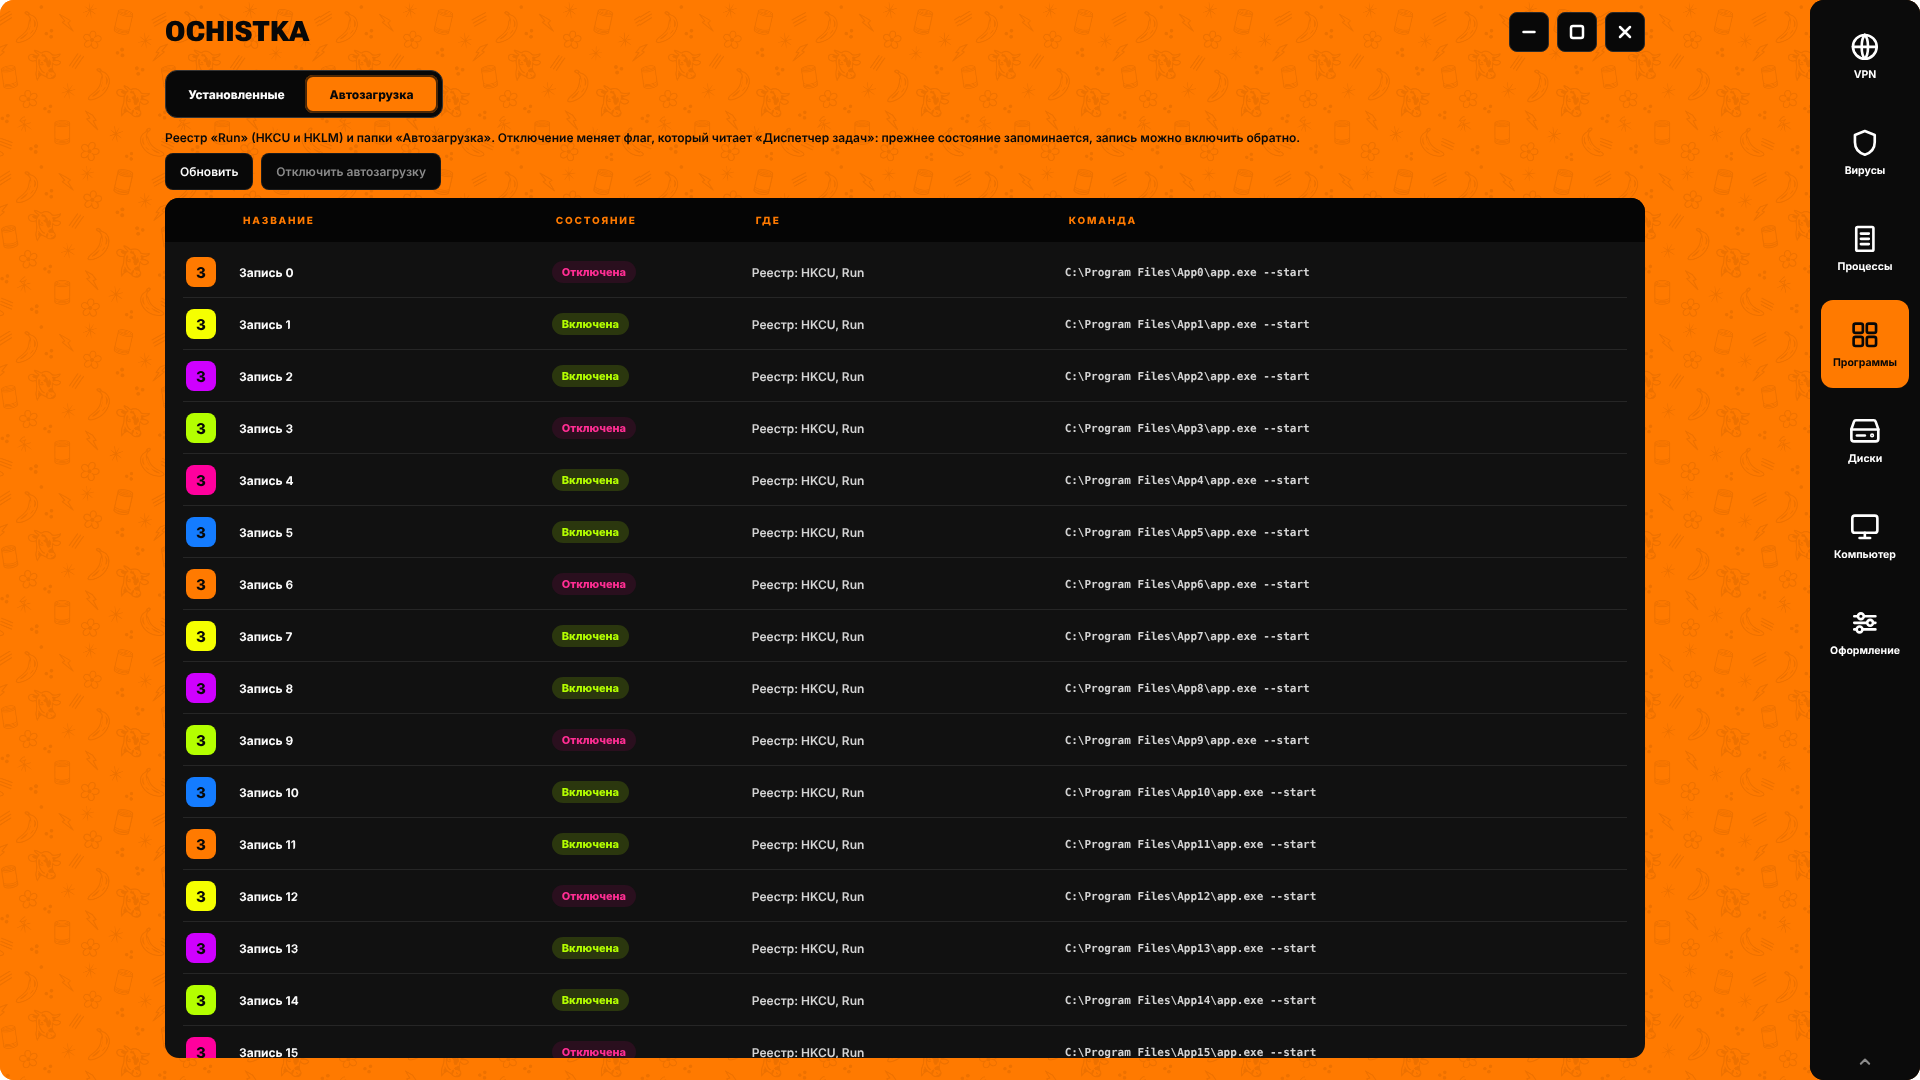 OCHISTKA
Установленные Автозагрузка
Реестр «Run» (HKCU и HKLM) и папки «Автозагрузка». Отключение меняет флаг, который читает «Диспетчер задач»: прежнее состояние запоминается, запись можно включить обратно.
Обновить Отключить автозагрузку
НАЗВАНИЕ СОСТОЯНИЕ ГДЕ КОМАНДА
З Запись 0 Отключена Реестр: HKCU, Run C:\Program Files\App0\app.exe --start
З Запись 1 Включена Реестр: HKCU, Run C:\Program Files\App1\app.exe --start
З Запись 2 Включена Реестр: HKCU, Run C:\Program Files\App2\app.exe --start
З Запись 3 Отключена Реестр: HKCU, Run C:\Program Files\App3\app.exe --start
З Запись 4 Включена Реестр: HKCU, Run C:\Program Files\App4\app.exe --start
З Запись 5 Включена Реестр: HKCU, Run C:\Program Files\App5\app.exe --start
З Запись 6 Отключена Реестр: HKCU, Run C:\Program Files\App6\app.exe --start
З Запись 7 Включена Реестр: HKCU, Run C:\Program Files\App7\app.exe --start
З Запись 8 Включена Реестр: HKCU, Run C:\Program Files\App8\app.exe --start
З Запись 9 Отключена Реестр: HKCU, Run C:\Program Files\App9\app.exe --start
З Запись 10 Включена Реестр: HKCU, Run C:\Program Files\App10\app.exe --start
З Запись 11 Включена Реестр: HKCU, Run C:\Program Files\App11\app.exe --start
З Запись 12 Отключена Реестр: HKCU, Run C:\Program Files\App12\app.exe --start
З Запись 13 Включена Реестр: HKCU, Run C:\Program Files\App13\app.exe --start
З Запись 14 Включена Реестр: HKCU, Run C:\Program Files\App14\app.exe --start
З Запись 15 Отключена Реестр: HKCU, Run C:\Program Files\App15\app.exe --start
VPN
Вирусы
Процессы
Программы
Диски
Компьютер
Оформление